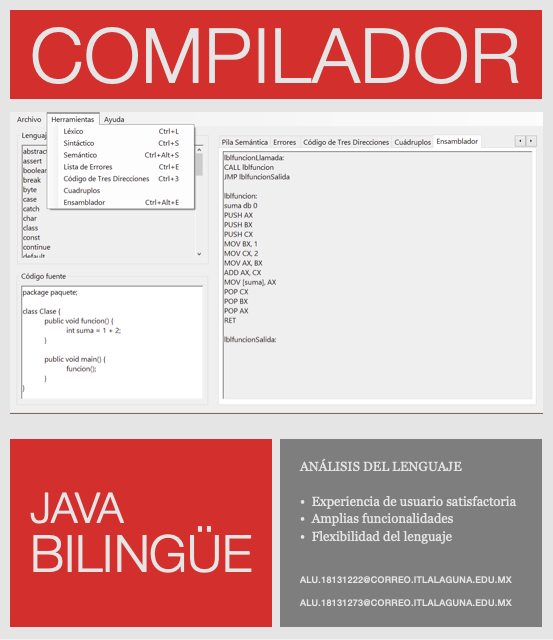 COMPILADOR
Archivo Herramientas Ayuda
Léxico Ctrl+L
Sintáctico Ctrl+S
Semántico Ctrl+Alt+S
Lista de Errores Ctrl+E
Código de Tres Direcciones Ctrl+3
Cuadruplos
Ensamblador Ctrl+Alt+E
abstrac
assert
boolear
break
byte
case
catch
char
class
const
continue
default
Código fuente
package paquete;
class Clase {
public void funcion() {
int suma = 1 + 2;
}
public void main() {
funcion();
}
}
Pila Semántica Errores Código de Tres Direcciones Cuádruplos Ensamblador
lblfuncionLlamada:
CALL lblfuncion
JMP lblfuncionSalida
lblfuncion:
suma db 0
PUSH AX
PUSH BX
PUSH CX
MOV BX, 1
MOV CX, 2
MOV AX, BX
ADD AX, CX
MOV [suma], AX
POP CX
POP BX
POP AX
RET
lblfuncionSalida:
JAVA
BILINGÜE
ANÁLISIS DEL LENGUAJE
• Experiencia de usuario satisfactoria
• Amplias funcionalidades
• Flexibilidad del lenguaje
ALU.18131222@CORREO.ITLALAGUNA.EDU.MX
ALU.18131273@CORREO.ITLALAGUNA.EDU.MX